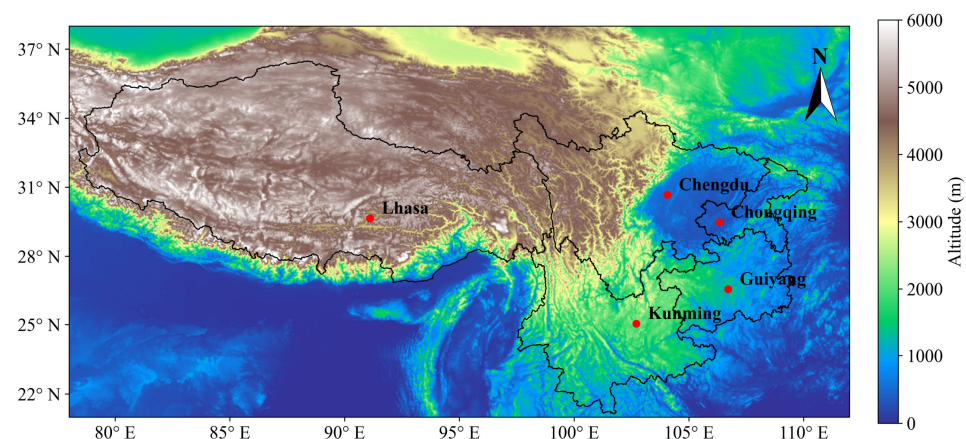 N
37° N
34° N
31° N
28° N
25° N
22° N
80° E
85° E
90° E
95° E
100° E
105° E
110° E
Lhasa
Chengdu
Chongqing
Guiyang
Kunming
6000
5000
4000
3000
2000
1000
0
Altitude (m)